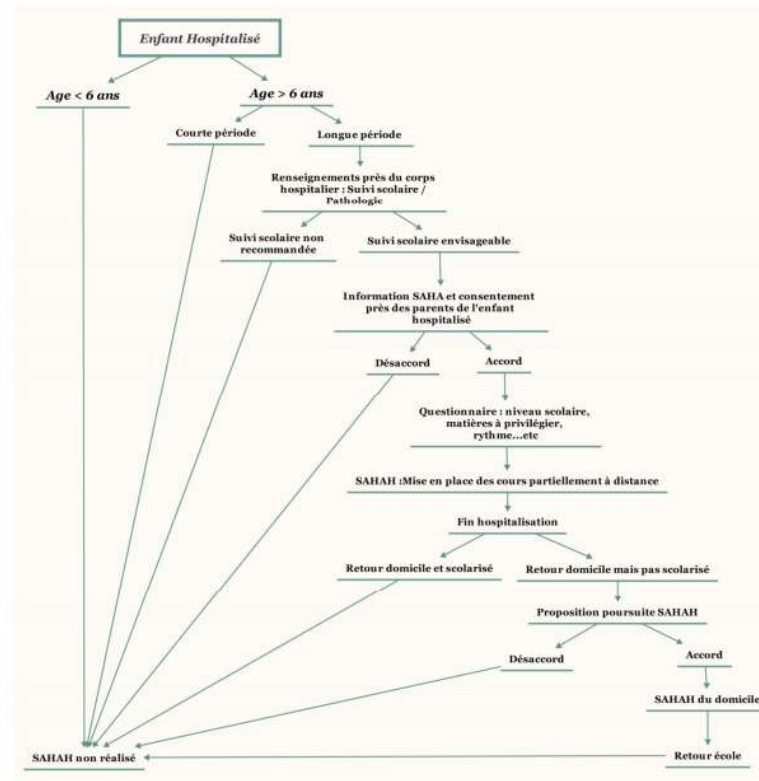 Enfant Hospitalisé
Age < 6 ans
Age > 6 ans
Courte période
Longue période
Renseignements près du corps
hospitalier : Suivi scolaire /
Pathologie
Suivi scolaire non
recommandée
Suivi scolaire envisageable
Information SAHA et consentement
près des parents de l'enfant
hospitalisé
Désaccord
Accord
Questionnaire : niveau scolaire,
matières à privilégier,
rythme...etc
SAHAH :Mise en place des cours partiellement à distance
Fin hospitalisation
Retour domicile et scolarisé
Retour domicile mais pas scolarisé
Proposition poursuite SAHAH
Désaccord
Accord
SAHAH du domicile
SAHAH non réalisé
Retour école